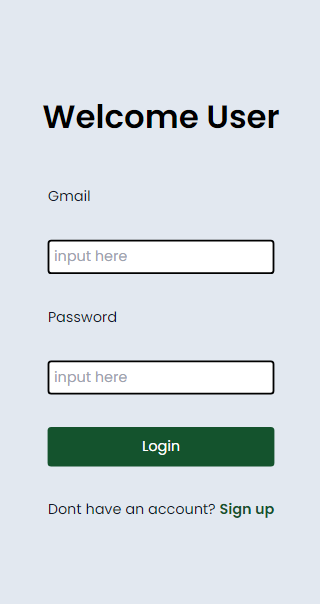 Welcome User
Gmail
input here
Password
input here
Login
Dont have an account? Sign up